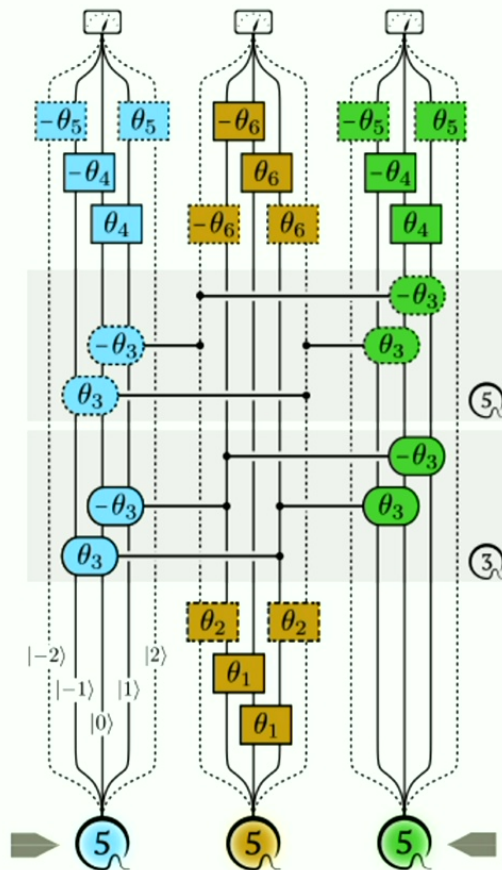 -θ₅ θ₅ -θ₆ -θ₅ θ₅
-θ₄ θ₆ -θ₄
θ₄ -θ₆ θ₆ θ₄
-θ₃
-θ₃ θ₃
θ₃ 5
-θ₃
-θ₃ θ₃
θ₃ 3
θ₂ θ₂
|-2⟩ |2⟩
θ₁
|-1⟩ |1⟩
|0⟩ θ₁
5 5 5